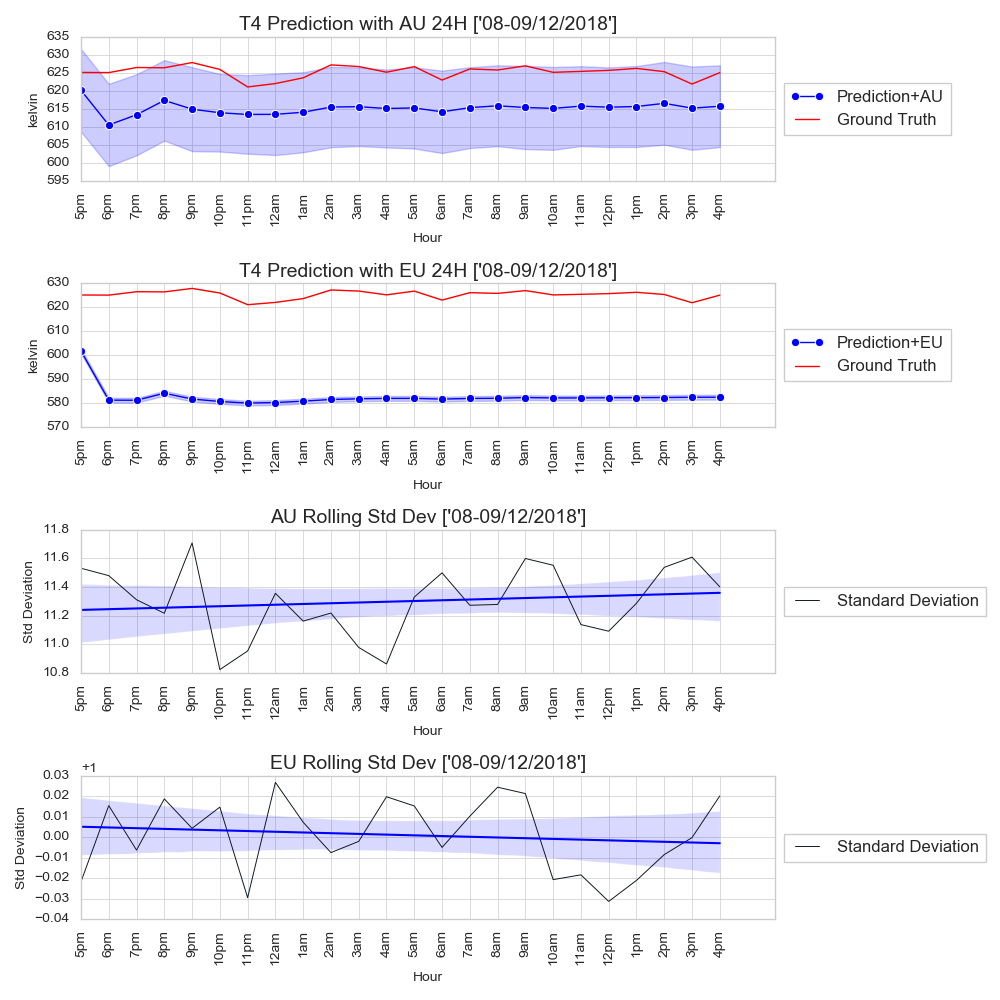 T4 Prediction with AU 24H ['08-09/12/2018']
635
630
625
620
615
610
605
600
595
kelvin
5pm 6pm 7pm 8pm 9pm 10pm 11pm 12am 1am 2am 3am 4am 5am 6am 7am 8am 9am 10am 11am 12pm 1pm 2pm 3pm 4pm
Hour
Prediction+AU
Ground Truth
T4 Prediction with EU 24H ['08-09/12/2018']
630
620
610
600
590
580
570
kelvin
5pm 6pm 7pm 8pm 9pm 10pm 11pm 12am 1am 2am 3am 4am 5am 6am 7am 8am 9am 10am 11am 12pm 1pm 2pm 3pm 4pm
Hour
Prediction+EU
Ground Truth
AU Rolling Std Dev ['08-09/12/2018']
11.8
11.6
11.4
11.2
11.0
10.8
Std Deviation
5pm 6pm 7pm 8pm 9pm 10pm 11pm 12am 1am 2am 3am 4am 5am 6am 7am 8am 9am 10am 11am 12pm 1pm 2pm 3pm 4pm
Hour
Standard Deviation
EU Rolling Std Dev ['08-09/12/2018']
+1
0.03
0.02
0.01
0.00
−0.01
−0.02
−0.03
−0.04
Std Deviation
5pm 6pm 7pm 8pm 9pm 10pm 11pm 12am 1am 2am 3am 4am 5am 6am 7am 8am 9am 10am 11am 12pm 1pm 2pm 3pm 4pm
Hour
Standard Deviation